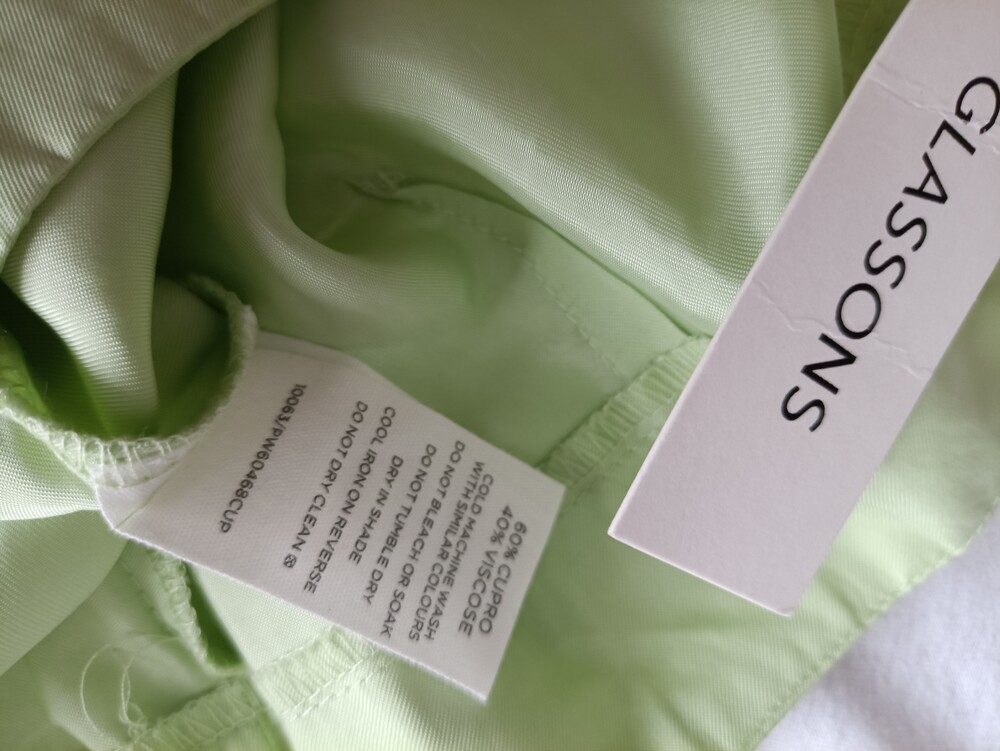 GLASSONS
60% CUPRO
40% VISCOSE
COLD MACHINE WASH
WITH SIMILAR COLOURS
DO NOT BLEACH OR SOAK
DO NOT TUMBLE DRY
DRY IN SHADE
COOL IRON ON REVERSE
DO NOT DRY CLEAN
10063/PW60468CUP